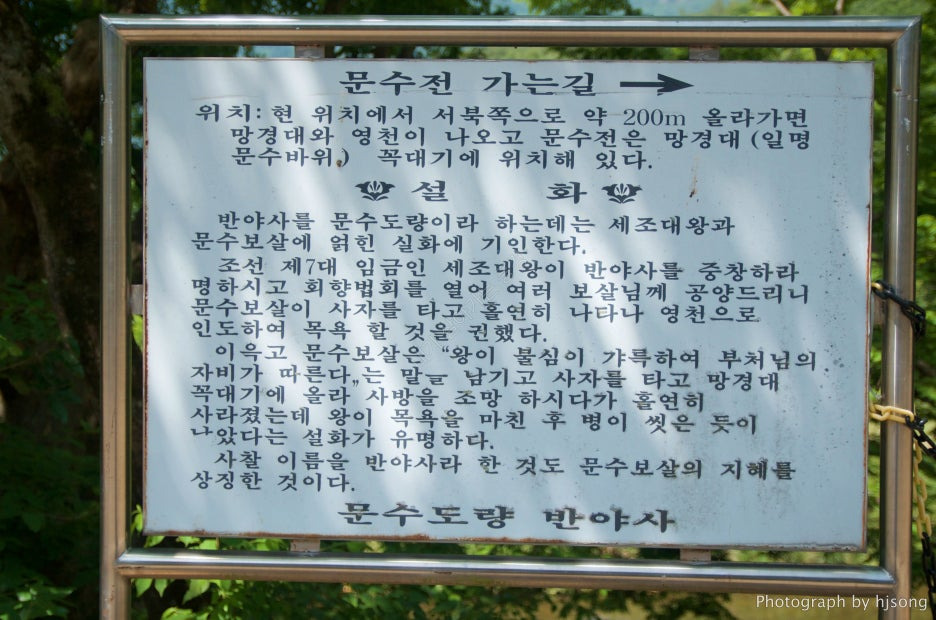 문수전 가는길 →
위치: 현 위치에서 서북쪽으로 약 200m 올라가면
망경대와 영천이 나오고 문수전은 망경대 (일명
문수바위) 꼭대기에 위치해 있다.
설 화
반야사를 문수도량이라 하는데는 세조대왕과
문수보살에 얽힌 실화에 기인한다.
조선 제7대 임금인 세조대왕이 반야사를 중창하라
명하시고 회향법회를 열어 여러 보살님께 공양드리니
문수보살이 사자를 타고 홀연히 나타나 영천으로
인도하여 목욕 할 것을 권했다.
이윽고 문수보살은 “왕이 불심이 갸륵하여 부처님의
자비가 따른다„는 말을 남기고 사자를 타고 망경대
꼭대기에 올라 사방을 조망 하시다가 홀연히
사라졌는데 왕이 목욕을 마친 후 병이 씻은 듯이
나았다는 설화가 유명하다.
사찰 이름을 반야사라 한 것도 문수보살의 지혜를
상징한 것이다.
문수도량 반야사
Photograph by hjsong